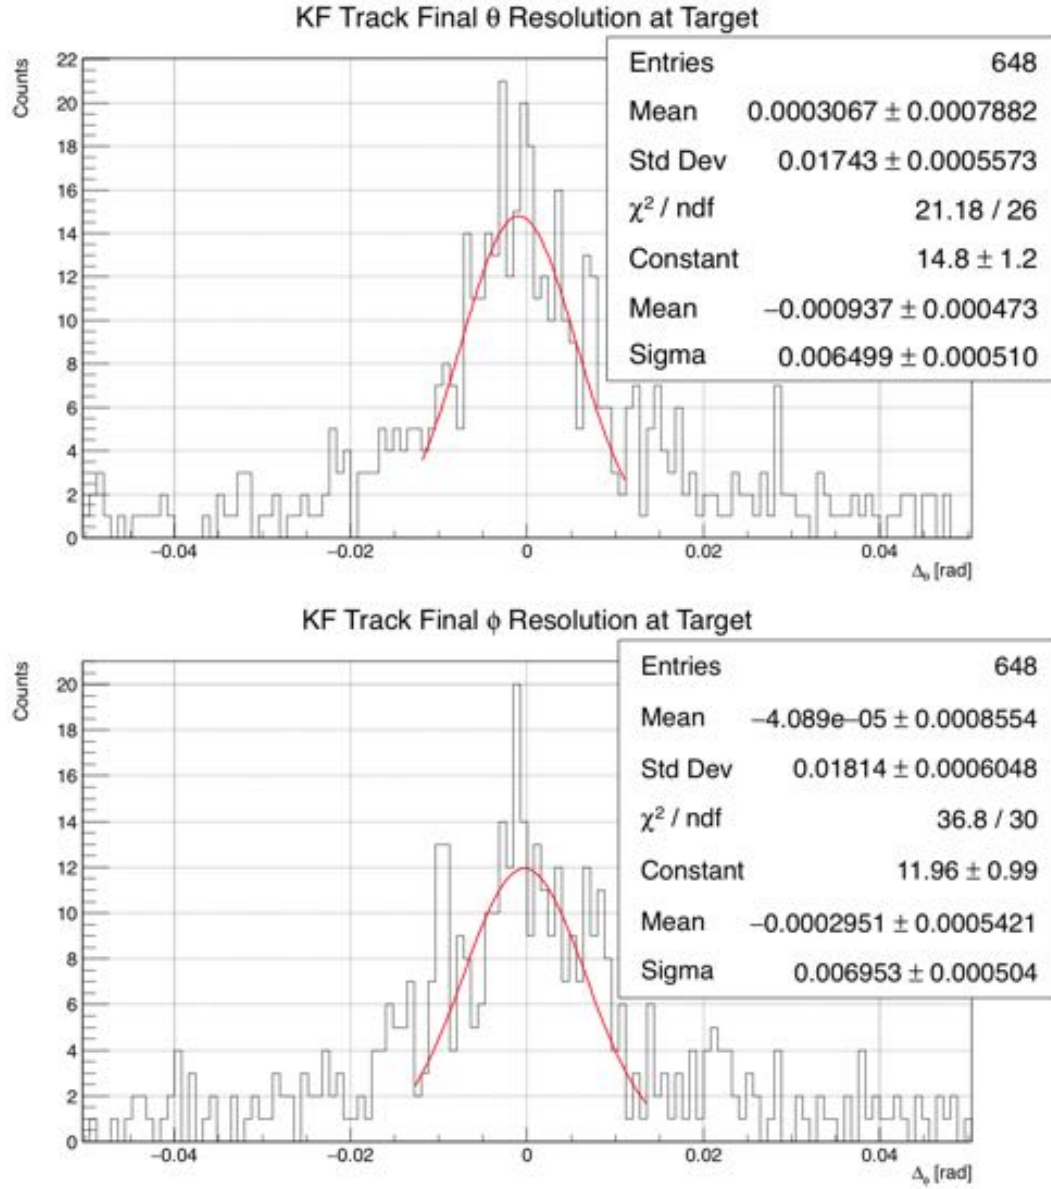 KF Track Final θ Resolution at Target
Counts
22
20
18
16
14
12
10
8
6
4
2
0
−0.04
−0.02
0
0.02
0.04
Δθ [rad]
Entries 648
Mean 0.0003067 ± 0.0007882
Std Dev 0.01743 ± 0.0005573
χ² / ndf 21.18 / 26
Constant 14.8 ± 1.2
Mean −0.000937 ± 0.000473
Sigma 0.006499 ± 0.000510
KF Track Final ϕ Resolution at Target
Counts
20
18
16
14
12
10
8
6
4
2
0
−0.04
−0.02
0
0.02
0.04
Δϕ [rad]
Entries 648
Mean −4.089e−05 ± 0.0008554
Std Dev 0.01814 ± 0.0006048
χ² / ndf 36.8 / 30
Constant 11.96 ± 0.99
Mean −0.0002951 ± 0.0005421
Sigma 0.006953 ± 0.000504